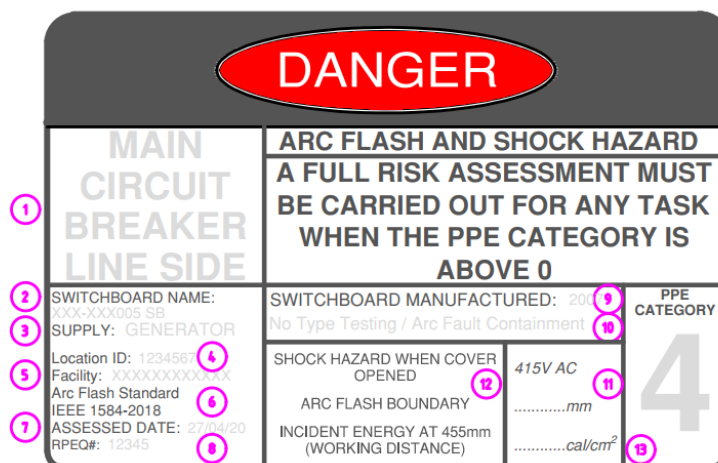 DANGER
MAIN
CIRCUIT
BREAKER
LINE SIDE
ARC FLASH AND SHOCK HAZARD
A FULL RISK ASSESSMENT MUST
BE CARRIED OUT FOR ANY TASK
WHEN THE PPE CATEGORY IS
ABOVE 0
1
2
SWITCHBOARD NAME:
XXX-XXX005 SB
3
SUPPLY: GENERATOR
Location ID: 1234567
4
5
Facility: XXXXXXXXXXXX
Arc Flash Standard
IEEE 1584-2018
6
7
ASSESSED DATE: 27/04/20
RPEQ#: 12345
8
SWITCHBOARD MANUFACTURED: 2007
9
No Type Testing / Arc Fault Containment
10
SHOCK HAZARD WHEN COVER
OPENED
12
ARC FLASH BOUNDARY
INCIDENT ENERGY AT 455mm
(WORKING DISTANCE)
415V AC
11
............mm
............cal/cm²
PPE
CATEGORY
4
13